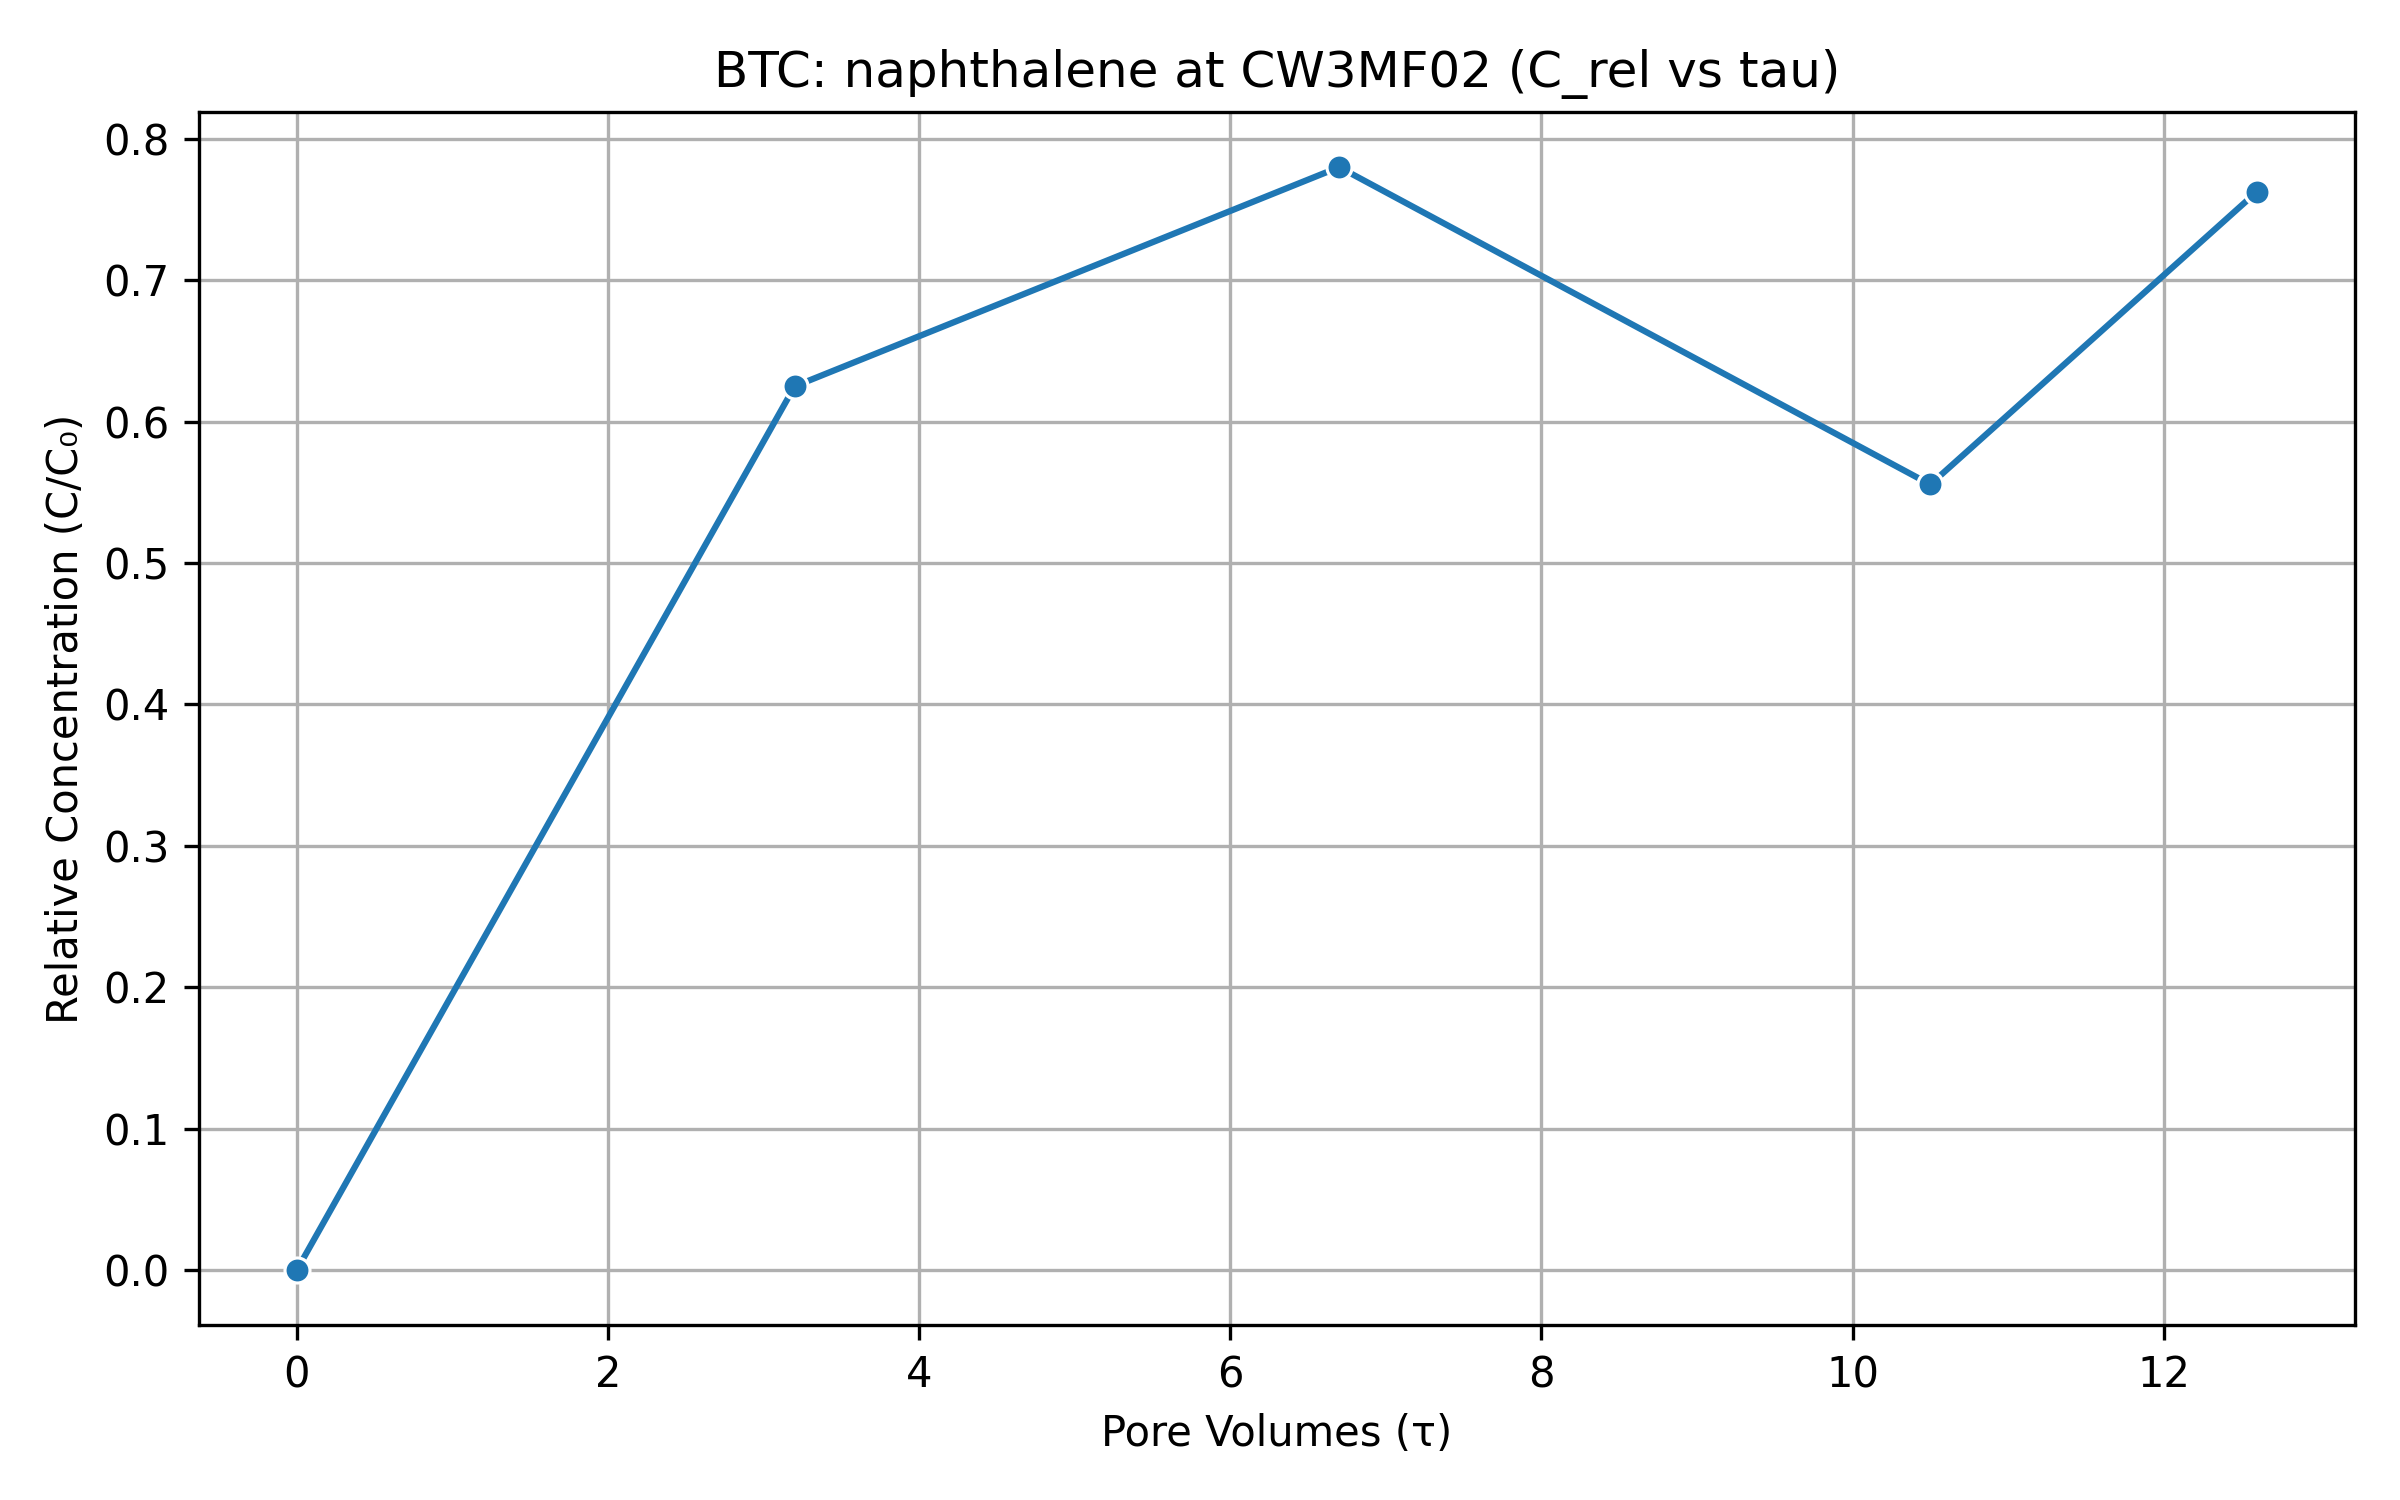 BTC: naphthalene at CW3MF02 (C_rel vs tau)
Relative Concentration (C/C₀)
0.8
0.7
0.6
0.5
0.4
0.3
0.2
0.1
0.0
0 2 4 6 8 10 12
Pore Volumes (τ)